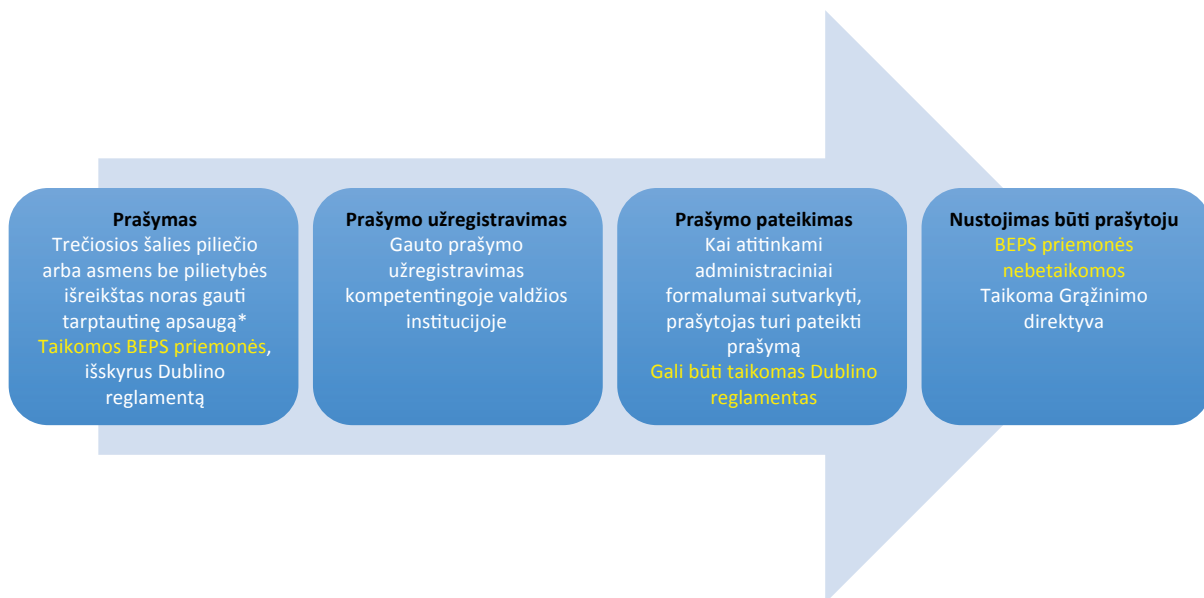 Prašymas
Trečiosios šalies piliečio
arba asmens be pilietybės
išreikštas noras gauti
tarptautinę apsaugą*
Taikomos BEPS priemonės,
išskyrus Dublino
reglamentą
Prašymo užregistravimas
Gauto prašymo
užregistravimas
kompetentingoje valdžios
institucijoje
Prašymo pateikimas
Kai atitinkami
administraciniai
formalumai sutvarkyti,
prašytojas turi pateikti
prašymą
Gali būti taikomas Dublino
reglamentas
Nustojimas būti prašytoju
BEPS priemonės
nebetaikomos
Taikoma Grąžinimo
direktyva